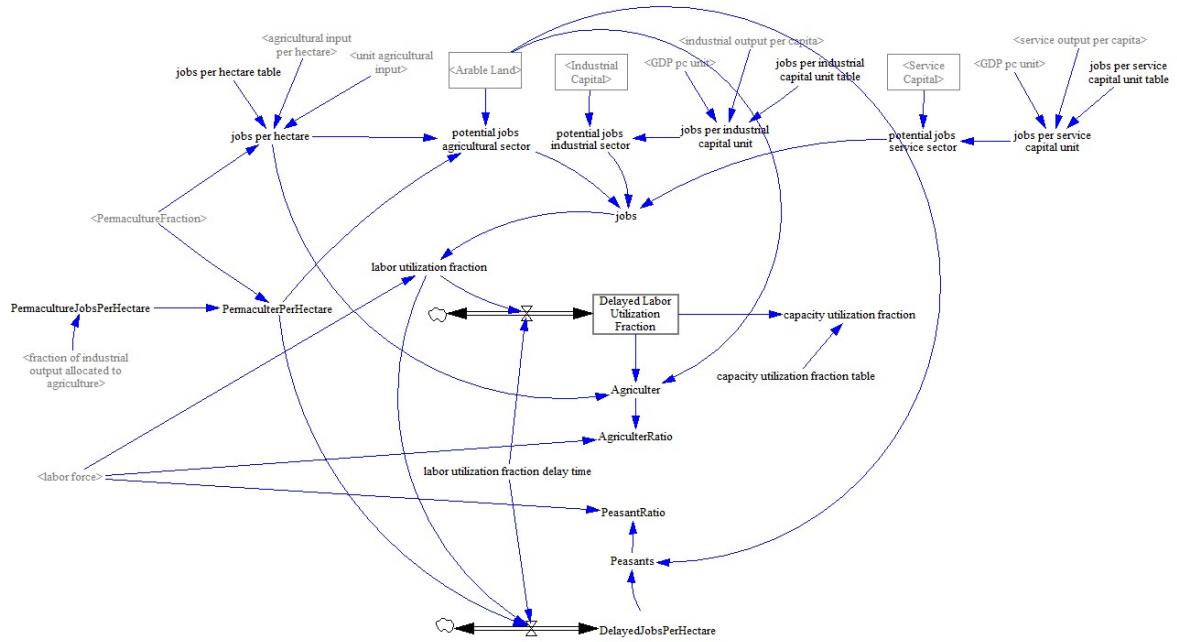 <agricultural input
per hectare>
<unit agricultural
input>
jobs per hectare table
<Arable Land>
<Industrial
Capital>
<industrial output per capita>
<GDP pc unit>
jobs per industrial
capital unit table
<Service
Capital>
<service output per capita>
<GDP pc unit>
jobs per service
capital unit table
jobs per hectare
potential jobs
agricultural sector
potential jobs
industrial sector
jobs per industrial
capital unit
potential jobs
service sector
jobs per service
capital unit
<PermacultureFraction>
jobs
labor utilization fraction
PermacultureJobsPerHectare
PermaculterPerHectare
Delayed Labor
Utilization
Fraction
capacity utilization fraction
<fraction of industrial
output allocated to
agriculture>
capacity utilization fraction table
Agriculter
AgriculterRatio
<labor force>
labor utilization fraction delay time
PeasantRatio
Peasants
DelayedJobsPerHectare